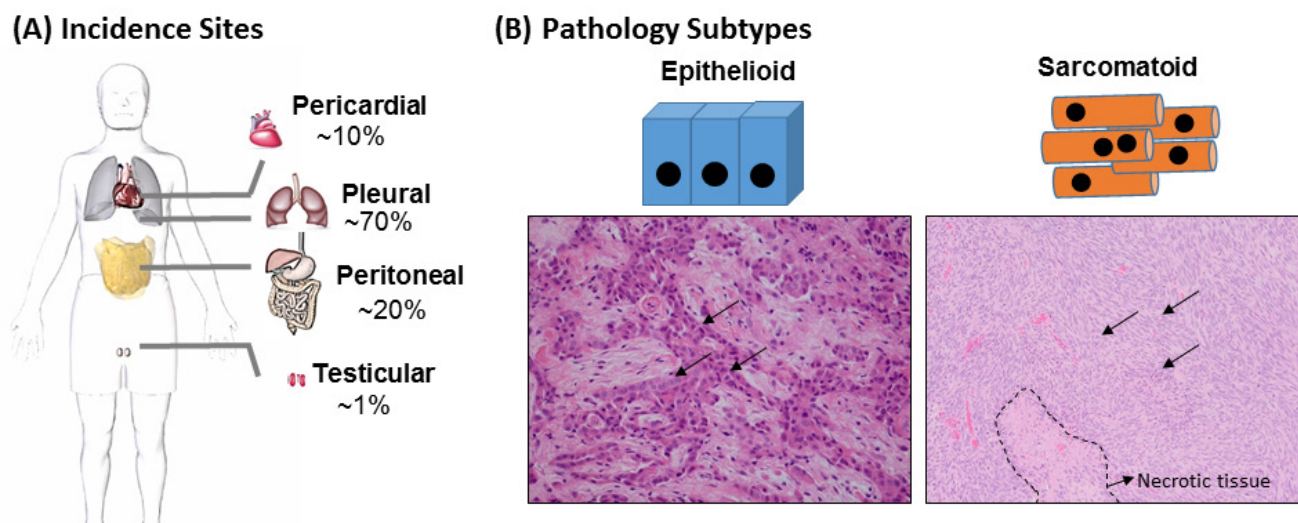 (A) Incidence Sites
Pericardial
~10%
Pleural
~70%
Peritoneal
~20%
Testicular
~1%
(B) Pathology Subtypes
Epithelioid
Sarcomatoid
Necrotic tissue